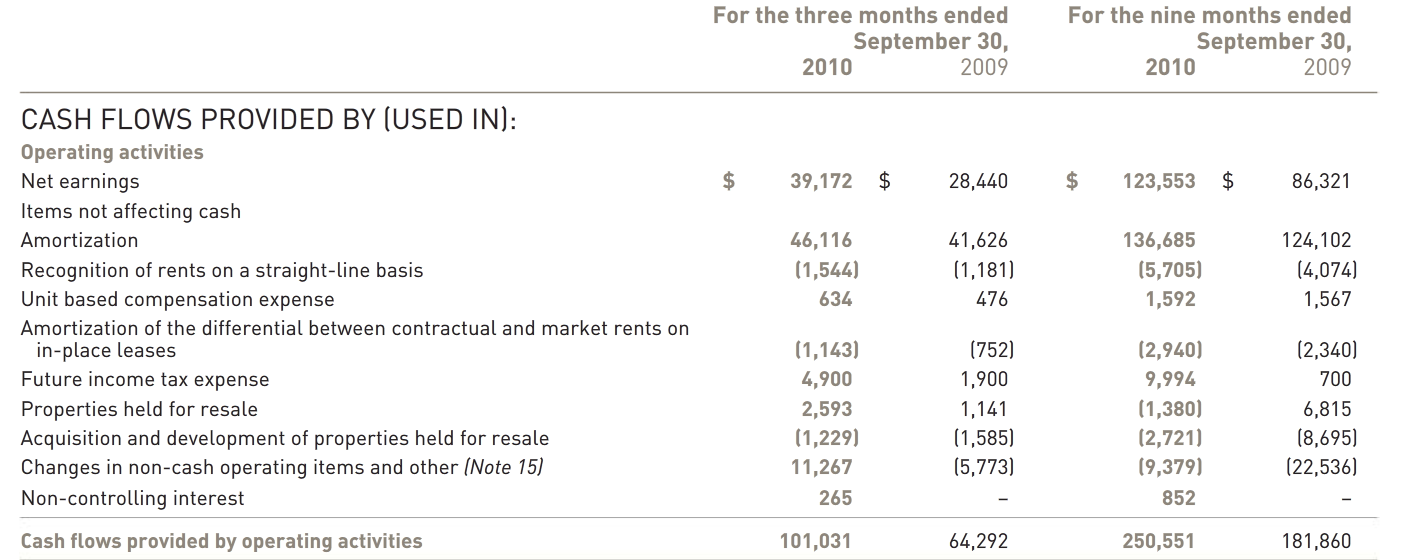 For the three months ended For the nine months ended
September 30, September 30,
2010 2009 2010 2009
CASH FLOWS PROVIDED BY (USED IN):
Operating activities
Net earnings $ 39,172 $ 28,440 $ 123,553 $ 86,321
Items not affecting cash
Amortization 46,116 41,626 136,685 124,102
Recognition of rents on a straight-line basis (1,544) (1,181) (5,705) (4,074)
Unit based compensation expense 634 476 1,592 1,567
Amortization of the differential between contractual and market rents on
in-place leases (1,143) (752) (2,940) (2,340)
Future income tax expense 4,900 1,900 9,994 700
Properties held for resale 2,593 1,141 (1,380) 6,815
Acquisition and development of properties held for resale (1,229) (1,585) (2,721) (8,695)
Changes in non-cash operating items and other (Note 15) 11,267 (5,773) (9,379) (22,536)
Non-controlling interest 265 – 852 –
Cash flows provided by operating activities 101,031 64,292 250,551 181,860